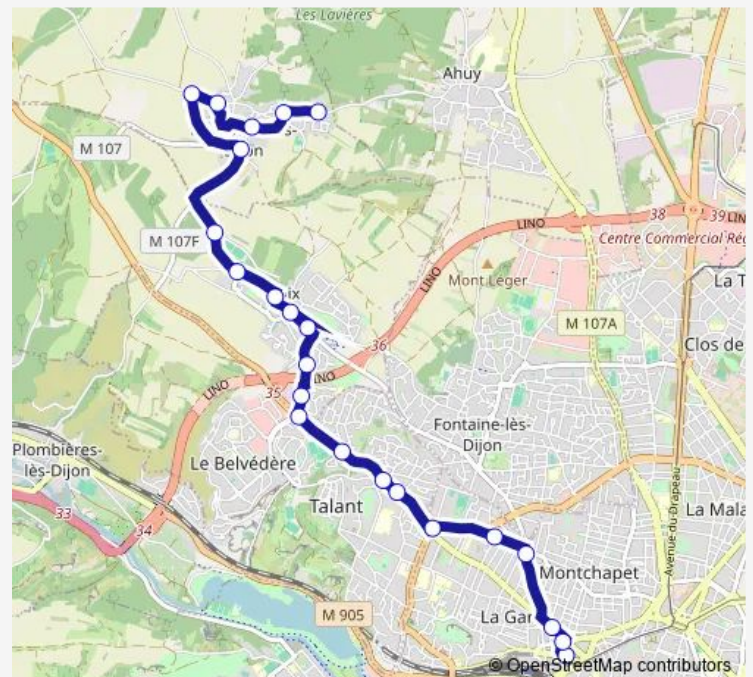 Les Lavières
Ahuy
M 107
LINO
38
39
LINO
Centre Commercial
M 107F
Mont Léger
La T
M 107A
36
Clos de
LINO
35
LINO
LINO
Fontaine-lès-
Dijon
Plombières-
lès-Dijon
Le Belvédère
33
34
Talant
La Mala
Avenue du Drapeau
Montchapet
M 905
La Gar
© OpenStreetMap contributors